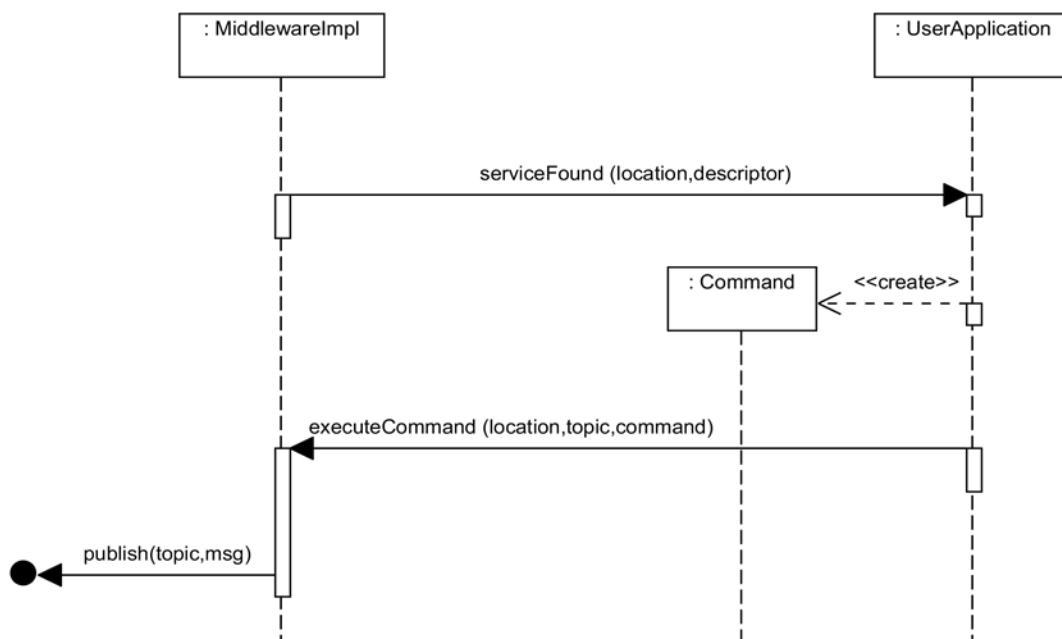 : MiddlewareImpl
: UserApplication
serviceFound (location,descriptor)
: Command
<<create>>
executeCommand (location,topic,command)
publish(topic,msg)